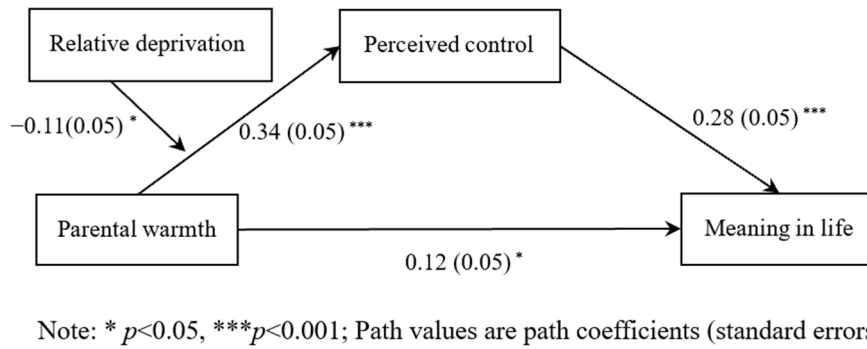 Relative deprivation
Perceived control
−0.11(0.05) *
0.34 (0.05) ***
0.28 (0.05) ***
Parental warmth
Meaning in life
0.12 (0.05) *
Note: * p<0.05, ***p<0.001; Path values are path coefficients (standard errors